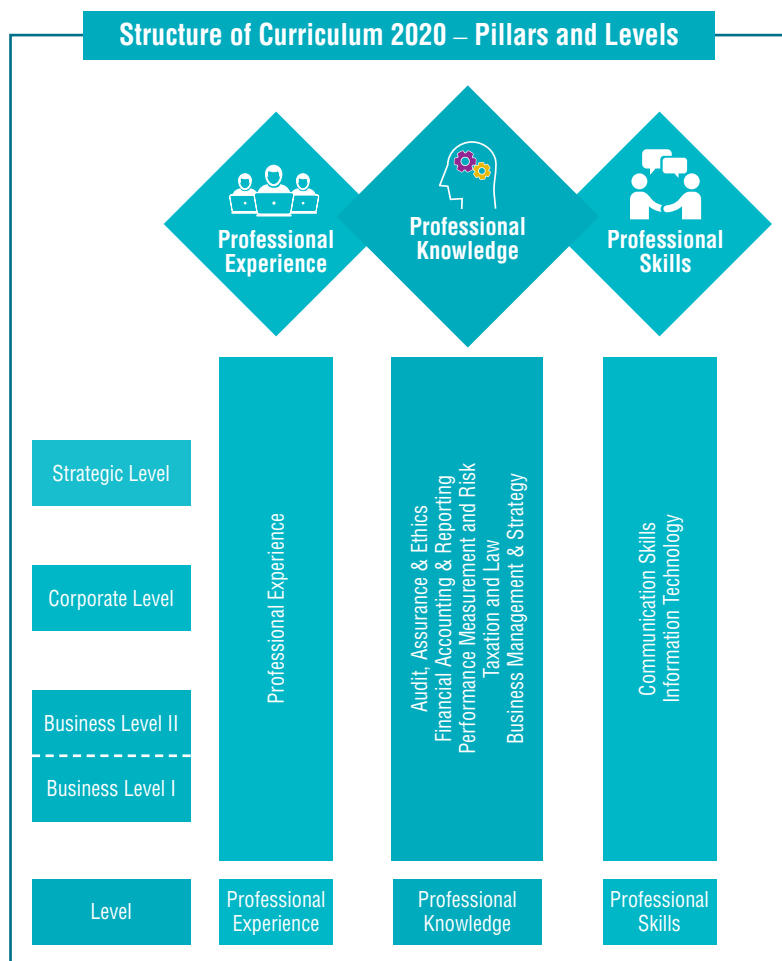 Structure of Curriculum 2020 – Pillars and Levels
Professional
Experience
Professional
Knowledge
Professional
Skills
Strategic Level
Corporate Level
Business Level II
Business Level I
Professional Experience
Audit, Assurance & Ethics
Financial Accounting & Reporting
Performance Measurement and Risk
Taxation and Law
Business Management & Strategy
Communication Skills
Information Technology
Level
Professional
Experience
Professional
Knowledge
Professional
Skills